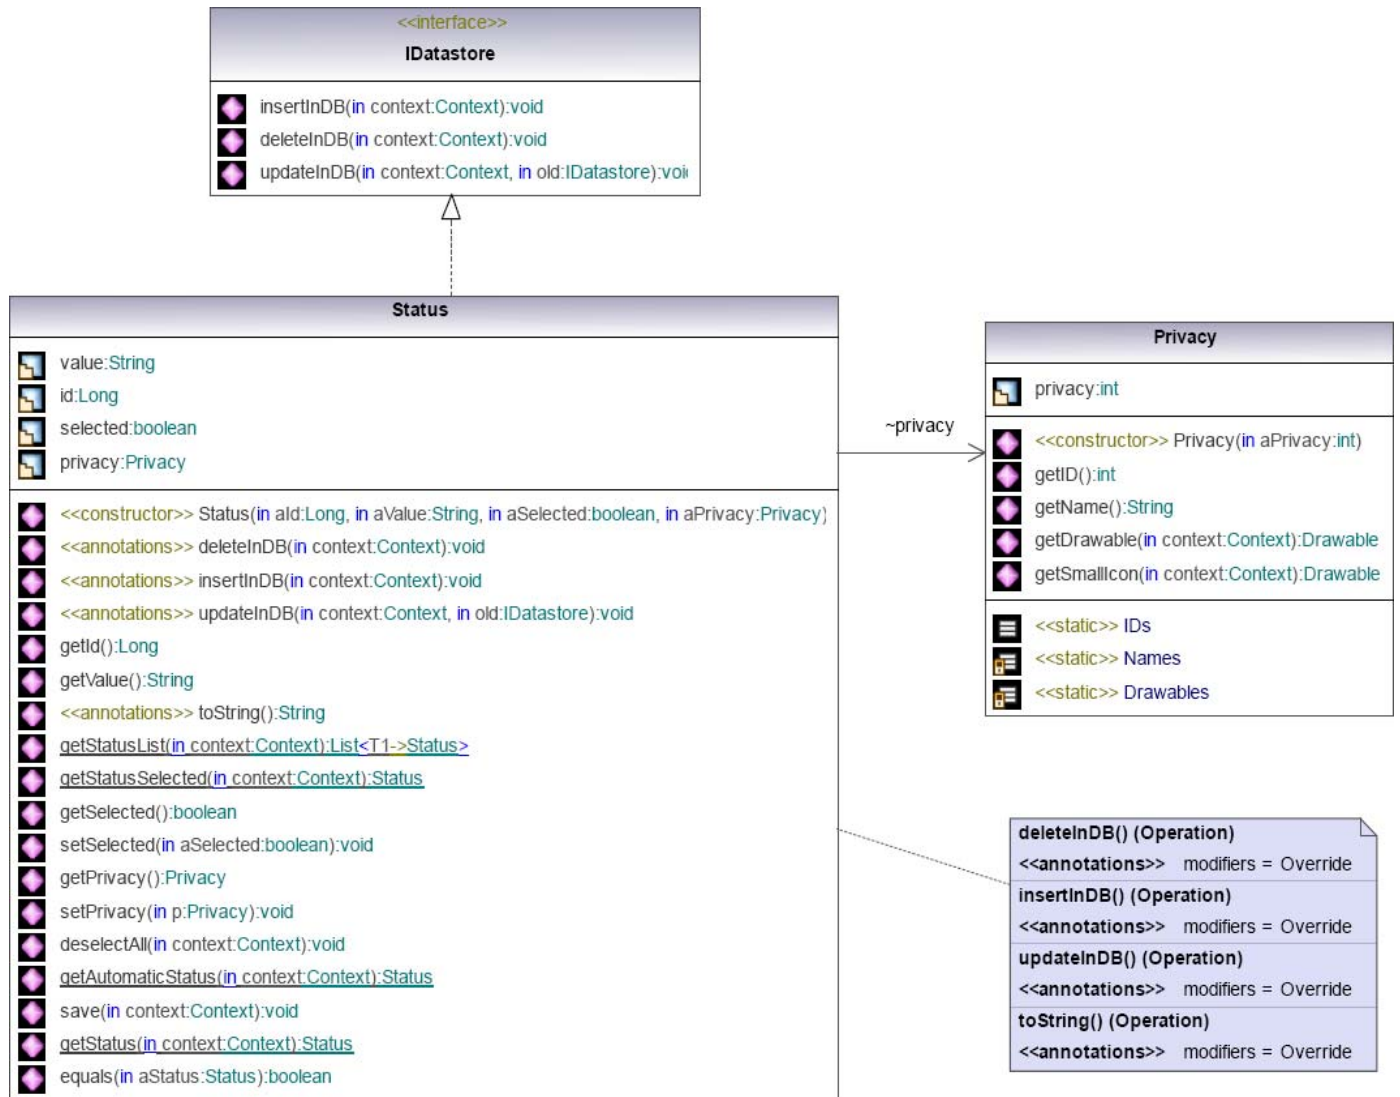 <<interface>>
IDatastore
insertInDB(in context:Context):void
deleteInDB(in context:Context):void
updateInDB(in context:Context, in old:IDatastore):voi
Status
value:String
id:Long
selected:boolean
privacy:Privacy
<<constructor>> Status(in aId:Long, in aValue:String, in aSelected:boolean, in aPrivacy:Privacy)
<<annotations>> deleteInDB(in context:Context):void
<<annotations>> insertInDB(in context:Context):void
<<annotations>> updateInDB(in context:Context, in old:IDatastore):void
getId():Long
getValue():String
<<annotations>> toString():String
getStatusList(in context:Context):List<T1->Status>
getStatusSelected(in context:Context):Status
getSelected():boolean
setSelected(in aSelected:boolean):void
getPrivacy():Privacy
setPrivacy(in p:Privacy):void
deselectAll(in context:Context):void
getAutomaticStatus(in context:Context):Status
save(in context:Context):void
getStatus(in context:Context):Status
equals(in aStatus:Status):boolean
~privacy
Privacy
privacy:int
<<constructor>> Privacy(in aPrivacy:int)
getID():int
getName():String
getDrawable(in context:Context):Drawable
getSmallIcon(in context:Context):Drawable
<<static>> IDs
<<static>> Names
<<static>> Drawables
deleteInDB() (Operation)
<<annotations>> modifiers = Override
insertInDB() (Operation)
<<annotations>> modifiers = Override
updateInDB() (Operation)
<<annotations>> modifiers = Override
toString() (Operation)
<<annotations>> modifiers = Override